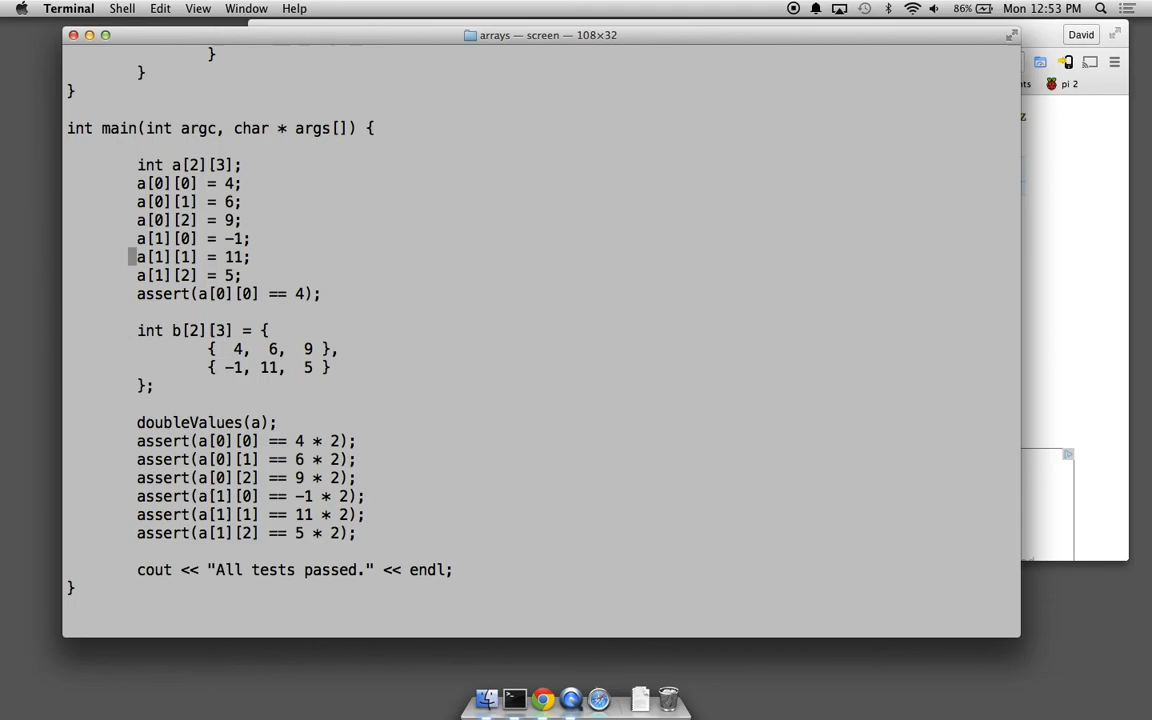 Terminal Shell Edit View Window Help 86% Mon 12:53 PM
arrays — screen — 108×32
David
pi 2
z
}
}
}
int main(int argc, char * args[]) {
int a[2][3];
a[0][0] = 4;
a[0][1] = 6;
a[0][2] = 9;
a[1][0] = -1;
a[1][1] = 11;
a[1][2] = 5;
assert(a[0][0] == 4);
int b[2][3] = {
{ 4, 6, 9 },
{ -1, 11, 5 }
};
doubleValues(a);
assert(a[0][0] == 4 * 2);
assert(a[0][1] == 6 * 2);
assert(a[0][2] == 9 * 2);
assert(a[1][0] == -1 * 2);
assert(a[1][1] == 11 * 2);
assert(a[1][2] == 5 * 2);
cout << "All tests passed." << endl;
}